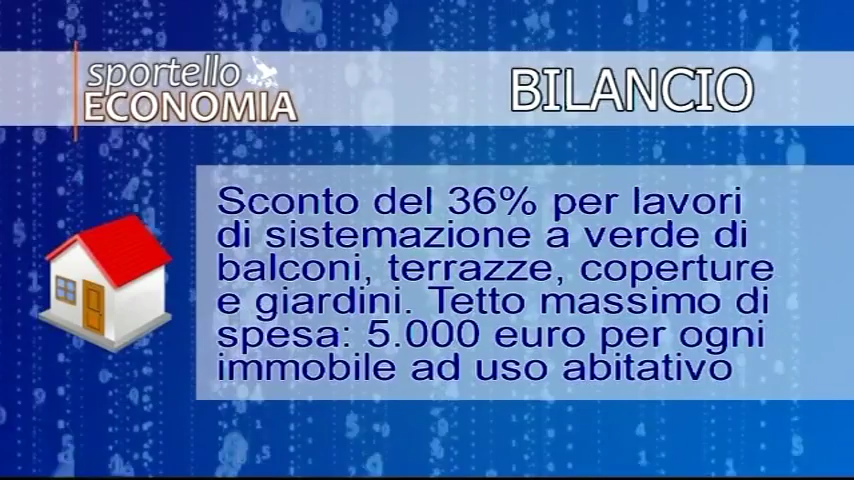 sportello
ECONOMIA
BILANCIO
Sconto del 36% per lavori
di sistemazione a verde di
balconi, terrazze, coperture
e giardini. Tetto massimo di
spesa: 5.000 euro per ogni
immobile ad uso abitativo